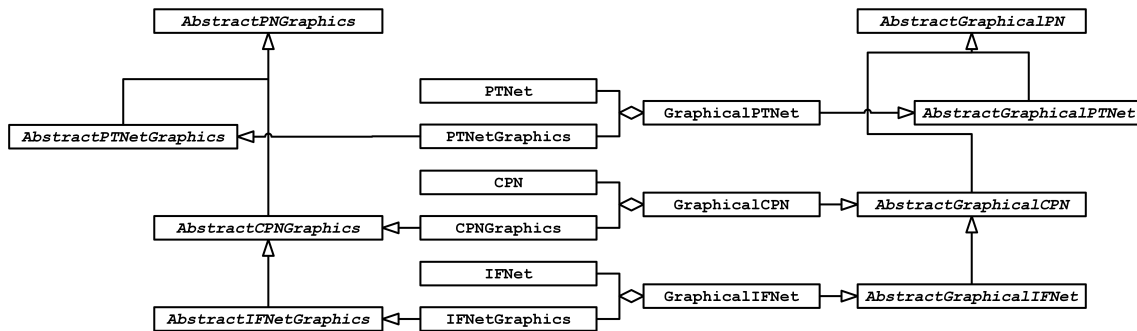 AbstractPNGraphics
AbstractGraphicalPN
PTNet
GraphicalPTNet
AbstractGraphicalPTNet
AbstractPTNetGraphics
PTNetGraphics
CPN
GraphicalCPN
AbstractGraphicalCPN
AbstractCPNGraphics
CPNGraphics
IFNet
GraphicalIFNet
AbstractGraphicalIFNet
AbstractIFNetGraphics
IFNetGraphics